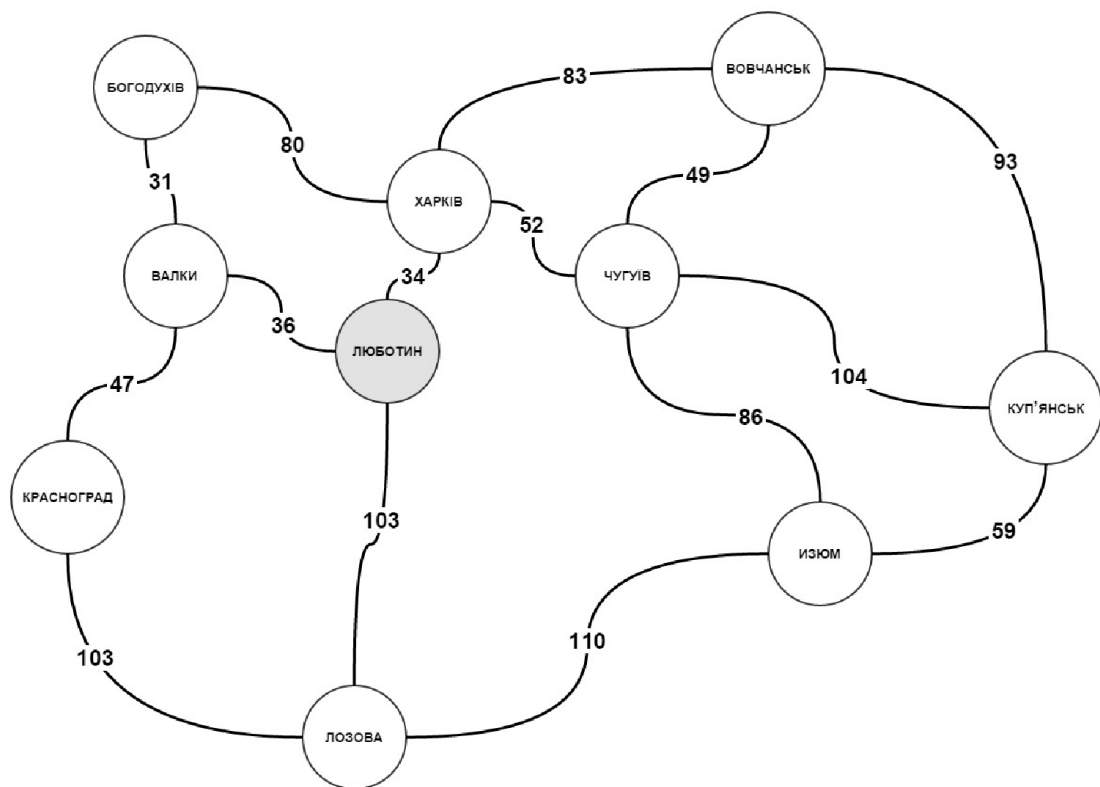 БОГОДУХІВ
ВОВЧАНСЬК
83
80
93
31
49
ХАРКІВ
52
ВАЛКИ
34
ЧУГУЇВ
36
ЛЮБОТИН
47
104
КУП'ЯНСЬК
86
КРАСНОГРАД
103
59
ИЗЮМ
110
103
ЛОЗОВА